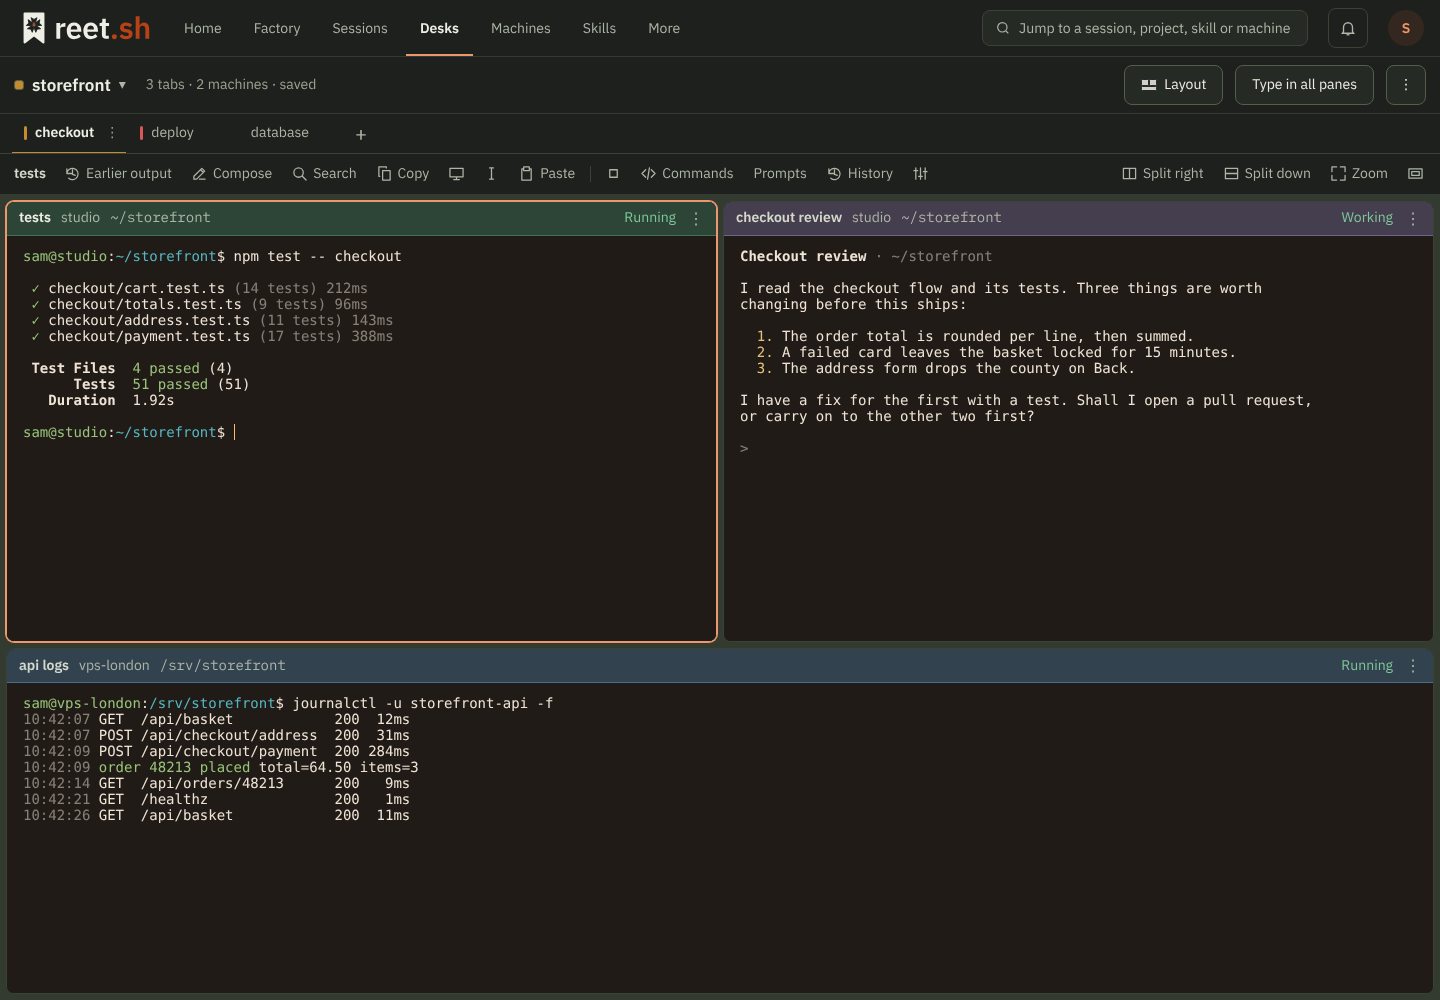 reet.sh
Home Factory Sessions Desks Machines Skills More
Jump to a session, project, skill or machine
S
storefront ▾ 3 tabs · 2 machines · saved
Layout Type in all panes
checkout deploy database +
tests Earlier output Compose Search Copy Paste Commands Prompts History Split right Split down Zoom
tests studio ~/storefront Running
sam@studio:~/storefront$ npm test -- checkout
✓ checkout/cart.test.ts (14 tests) 212ms
✓ checkout/totals.test.ts (9 tests) 96ms
✓ checkout/address.test.ts (11 tests) 143ms
✓ checkout/payment.test.ts (17 tests) 388ms
Test Files 4 passed (4)
Tests 51 passed (51)
Duration 1.92s
sam@studio:~/storefront$
checkout review studio ~/storefront Working
Checkout review · ~/storefront
I read the checkout flow and its tests. Three things are worth
changing before this ships:
1. The order total is rounded per line, then summed.
2. A failed card leaves the basket locked for 15 minutes.
3. The address form drops the county on Back.
I have a fix for the first with a test. Shall I open a pull request,
or carry on to the other two first?
>
api logs vps-london /srv/storefront Running
sam@vps-london:/srv/storefront$ journalctl -u storefront-api -f
10:42:07 GET /api/basket 200 12ms
10:42:07 POST /api/checkout/address 200 31ms
10:42:09 POST /api/checkout/payment 200 284ms
10:42:09 order 48213 placed total=64.50 items=3
10:42:14 GET /api/orders/48213 200 9ms
10:42:21 GET /healthz 200 1ms
10:42:26 GET /api/basket 200 11ms